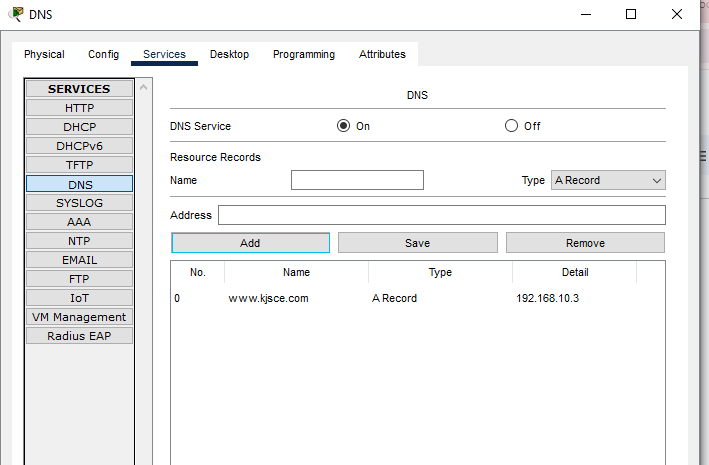 DNS
Physical Config Services Desktop Programming Attributes
SERVICES
HTTP
DHCP
DHCPv6
TFTP
DNS
SYSLOG
AAA
NTP
EMAIL
FTP
IoT
VM Management
Radius EAP
DNS
DNS Service On Off
Resource Records
Name Type A Record
Address
Add Save Remove
No. Name Type Detail
0 www.kjsce.com A Record 192.168.10.3